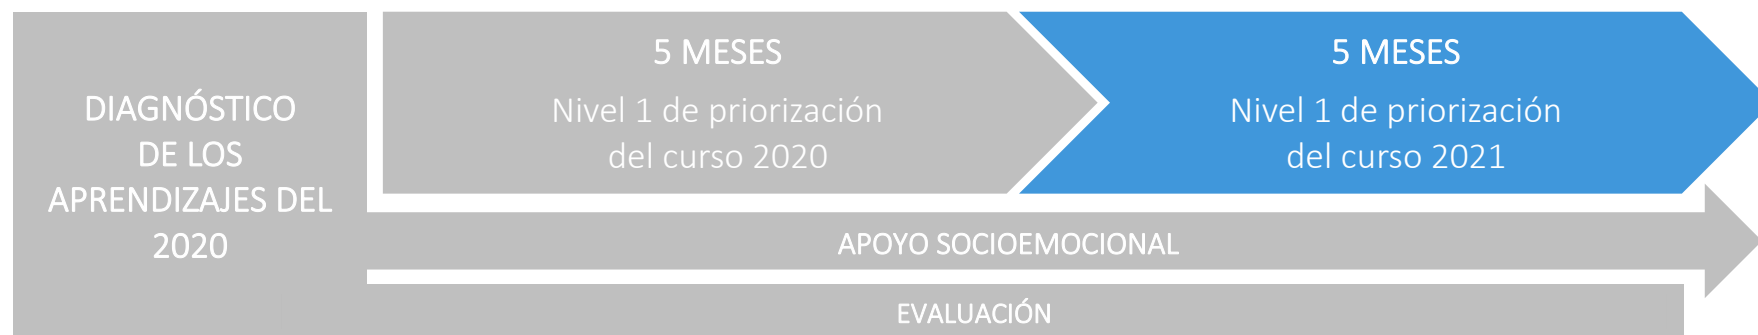 DIAGNÓSTICO
DE LOS
APRENDIZAJES DEL
2020
5 MESES
Nivel 1 de priorización
del curso 2020
5 MESES
Nivel 1 de priorización
del curso 2021
APOYO SOCIOEMOCIONAL
EVALUACIÓN